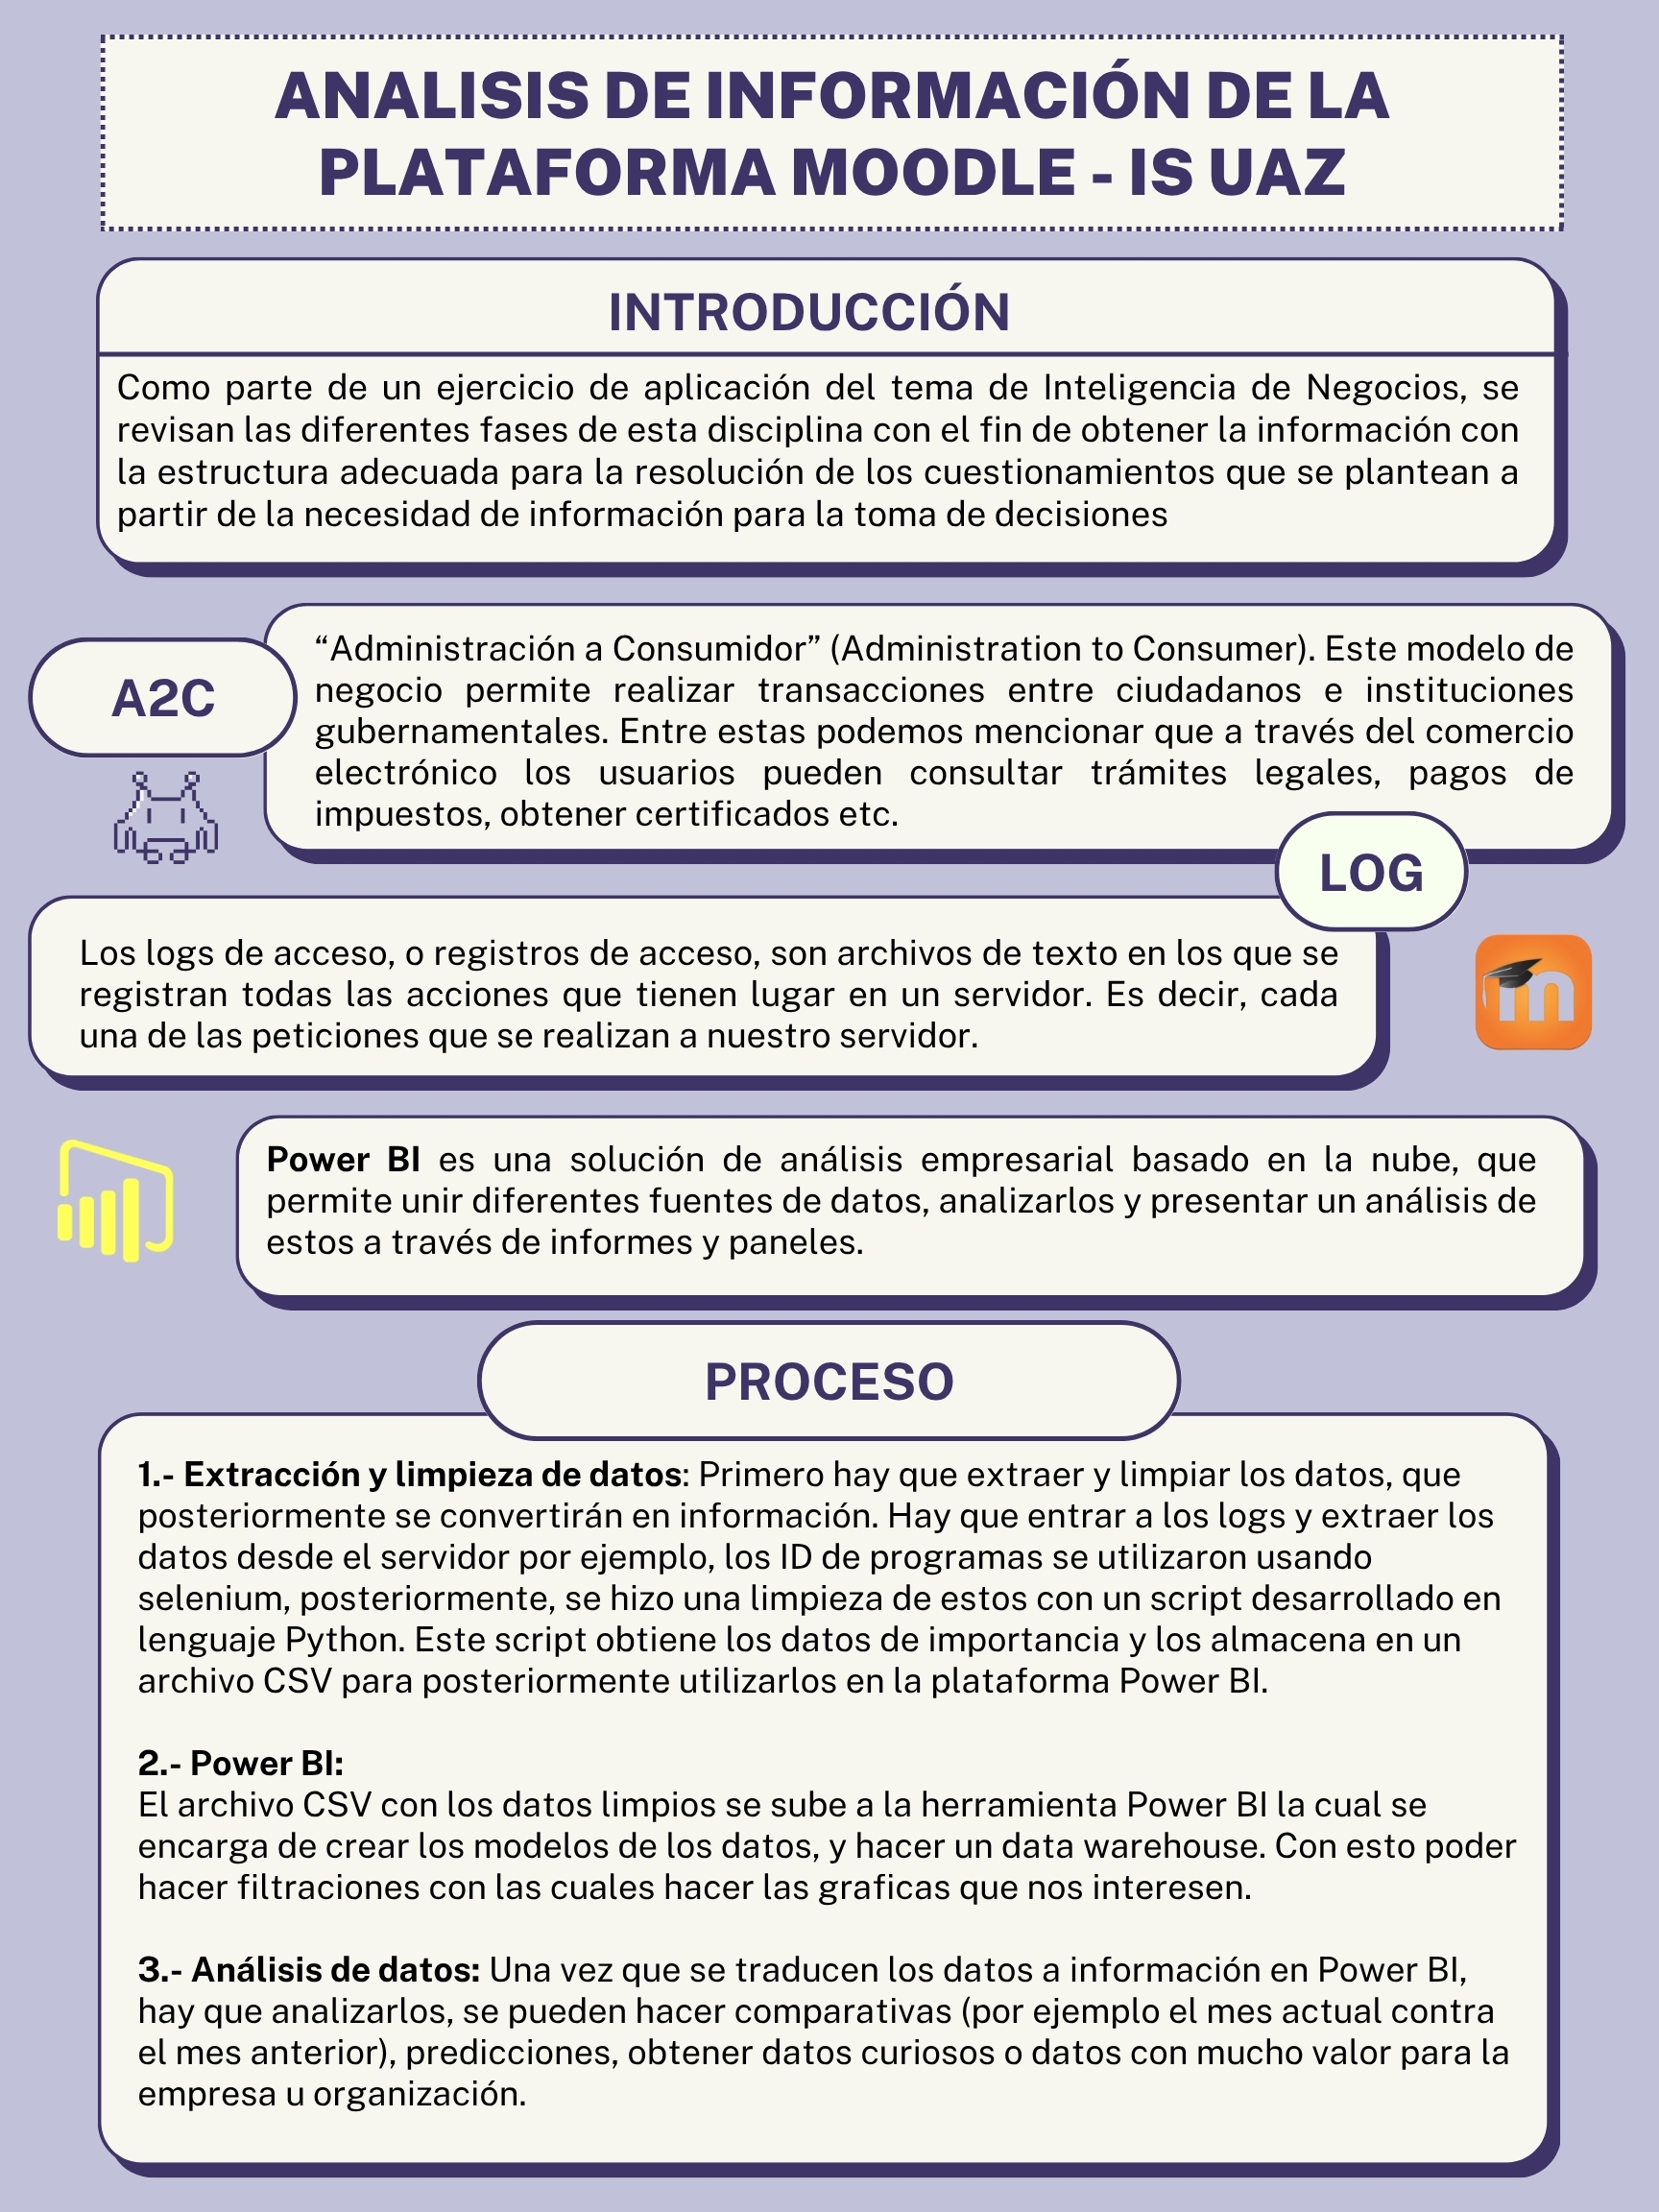 ANALISIS DE INFORMACIÓN DE LA
PLATAFORMA MOODLE - IS UAZ
INTRODUCCIÓN
Como parte de un ejercicio de aplicación del tema de Inteligencia de Negocios, se
revisan las diferentes fases de esta disciplina con el fin de obtener la información con
la estructura adecuada para la resolución de los cuestionamientos que se plantean a
partir de la necesidad de información para la toma de decisiones
A2C
“Administración a Consumidor” (Administration to Consumer). Este modelo de
negocio permite realizar transacciones entre ciudadanos e instituciones
gubernamentales. Entre estas podemos mencionar que a través del comercio
electrónico los usuarios pueden consultar trámites legales, pagos de
impuestos, obtener certificados etc.
LOG
Los logs de acceso, o registros de acceso, son archivos de texto en los que se
registran todas las acciones que tienen lugar en un servidor. Es decir, cada
una de las peticiones que se realizan a nuestro servidor.
m
Power BI es una solución de análisis empresarial basado en la nube, que
permite unir diferentes fuentes de datos, analizarlos y presentar un análisis de
estos a través de informes y paneles.
PROCESO
1.- Extracción y limpieza de datos: Primero hay que extraer y limpiar los datos, que
posteriormente se convertirán en información. Hay que entrar a los logs y extraer los
datos desde el servidor por ejemplo, los ID de programas se utilizaron usando
selenium, posteriormente, se hizo una limpieza de estos con un script desarrollado en
lenguaje Python. Este script obtiene los datos de importancia y los almacena en un
archivo CSV para posteriormente utilizarlos en la plataforma Power BI.
2.- Power BI:
El archivo CSV con los datos limpios se sube a la herramienta Power BI la cual se
encarga de crear los modelos de los datos, y hacer un data warehouse. Con esto poder
hacer filtraciones con las cuales hacer las graficas que nos interesen.
3.- Análisis de datos: Una vez que se traducen los datos a información en Power BI,
hay que analizarlos, se pueden hacer comparativas (por ejemplo el mes actual contra
el mes anterior), predicciones, obtener datos curiosos o datos con mucho valor para la
empresa u organización.